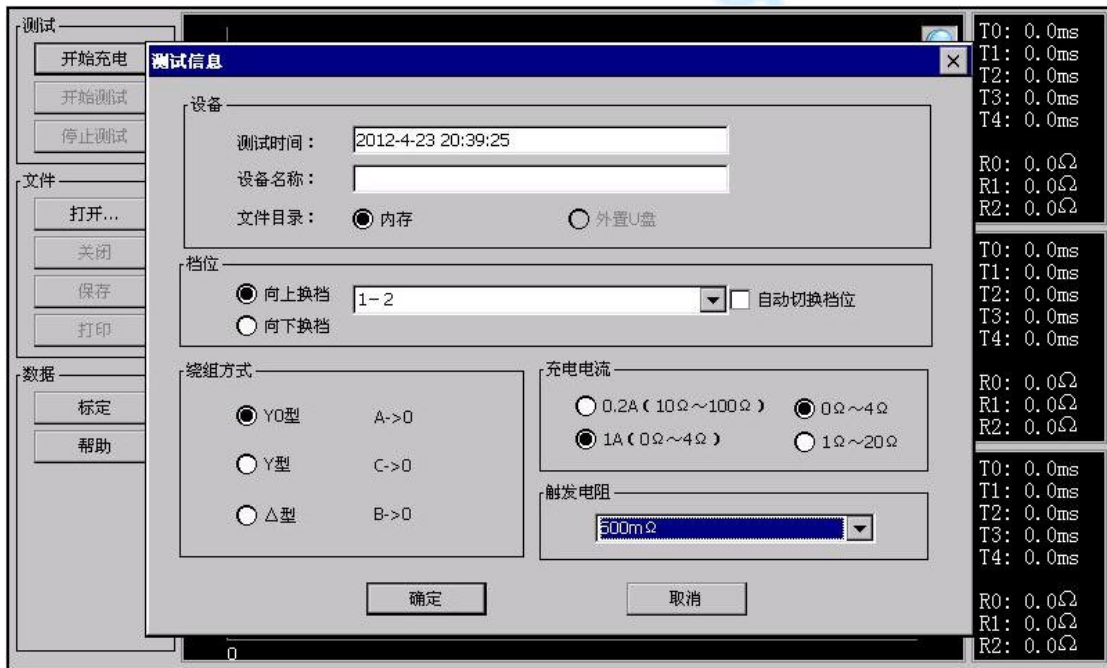 测试
开始充电
开始测试
停止测试
文件
打开...
关闭
保存
打印
数据
标定
帮助
测试信息
设备
测试时间： 2012-4-23 20:39:25
设备名称：
文件目录： 内存 外置U盘
档位
向上换档 1-2 自动切换档位
向下换档
绕组方式
Y0型 A->0
Y型 C->0
△型 B->0
充电电流
0.2A(10Ω～100Ω) 0Ω～4Ω
1A(0Ω～4Ω) 1Ω～20Ω
触发电阻
500mΩ
确定 取消
0
T0: 0.0ms
T1: 0.0ms
T2: 0.0ms
T3: 0.0ms
T4: 0.0ms
R0: 0.0Ω
R1: 0.0Ω
R2: 0.0Ω
T0: 0.0ms
T1: 0.0ms
T2: 0.0ms
T3: 0.0ms
T4: 0.0ms
R0: 0.0Ω
R1: 0.0Ω
R2: 0.0Ω
T0: 0.0ms
T1: 0.0ms
T2: 0.0ms
T3: 0.0ms
T4: 0.0ms
R0: 0.0Ω
R1: 0.0Ω
R2: 0.0Ω